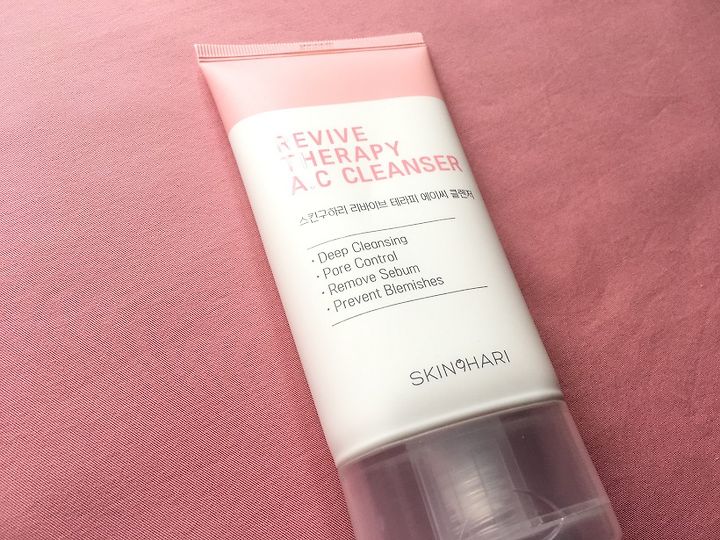 REVIVE
THERAPY
A.C CLEANSER
스킨구하리 리바이브 테라피 에이씨 클렌저
· Deep Cleansing
· Pore Control
· Remove Sebum
· Prevent Blemishes
SKIN9HARI